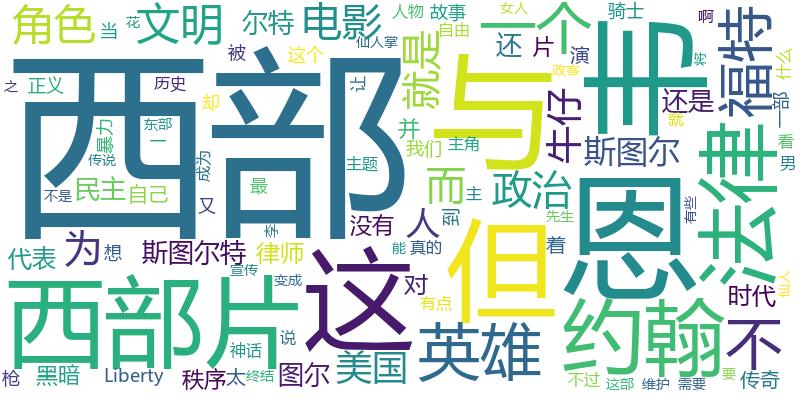 角色 当 花 文明 尔特 电影 人物 故事 女人 一个 骑士 啊
仙人掌 自由 还 片 演 韦 将 福特
之 正义 历史 被 这个 就是 与 政客 什么
西部 却 让 牛仔 还是 一部
暴力 东部 一 并 我们 主角 斯图尔 就 看 男
传说 成为 主题 法律
不是 民主 自己 最 而 政治 恩
又 没有 人 到 主 先生 有些
代表 为 想 斯图尔特 律师 李 能 真的 但 着
宣传 这 对 时代 仙人
西部片 变成 有点 约翰 不
说 英雄
神话 美国
枪 黑暗 Liberty 秩序 太 终结 图尔 不过 这部 维护 需要 要 传奇